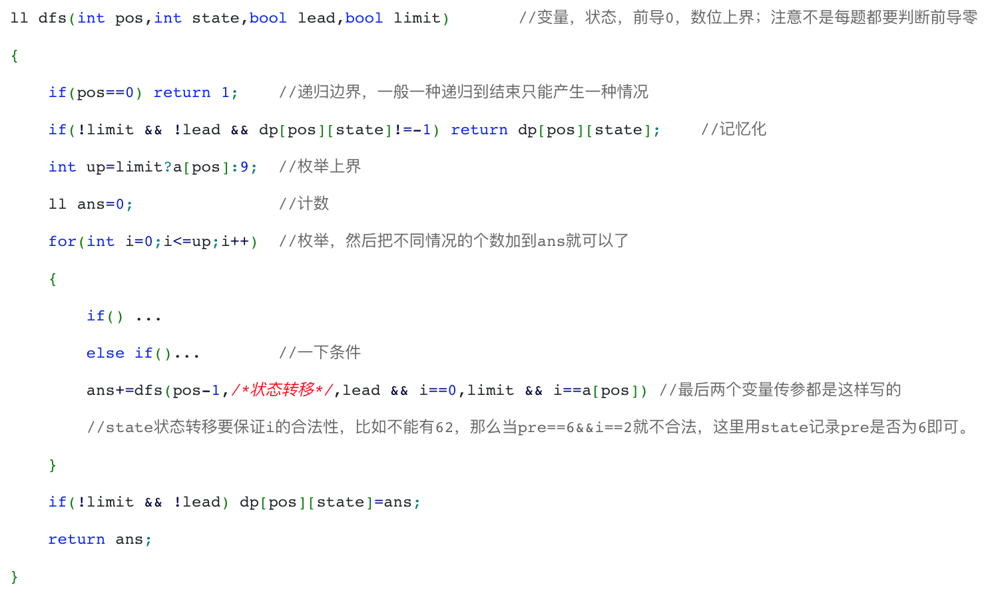 ll dfs(int pos,int state,bool lead,bool limit)       //变量，状态，前导0，数位上界；注意不是每题都要判断前导零
{
    if(pos==0) return 1;    //递归边界，一般一种递归到结束只能产生一种情况
    if(!limit && !lead && dp[pos][state]!=-1) return dp[pos][state];    //记忆化
    int up=limit?a[pos]:9;  //枚举上界
    ll ans=0;               //计数
    for(int i=0;i<=up;i++)  //枚举，然后把不同情况的个数加到ans就可以了
    {
        if() ...
        else if()...        //一下条件
        ans+=dfs(pos-1,/*状态转移*/,lead && i==0,limit && i==a[pos]) //最后两个变量传参都是这样写的
        //state状态转移要保证i的合法性，比如不能有62，那么当pre==6&&i==2就不合法，这里用state记录pre是否为6即可。
    }
    if(!limit && !lead) dp[pos][state]=ans;
    return ans;
}